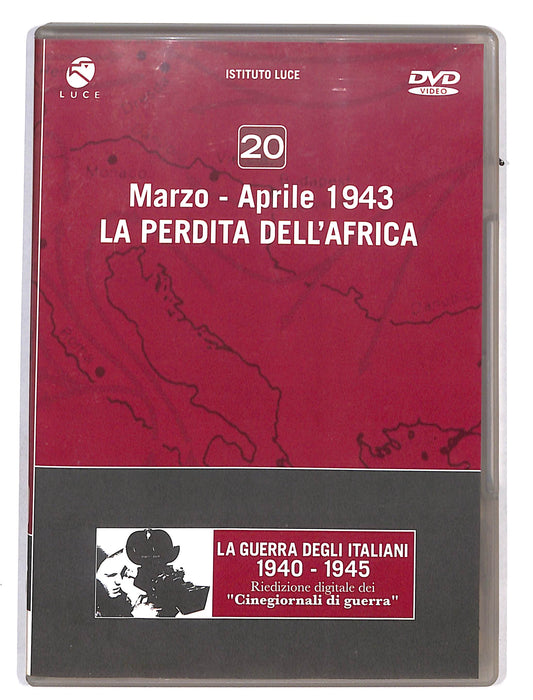 LUCE
ISTITUTO LUCE
DVD
VIDEO
20
Marzo - Aprile 1943
LA PERDITA DELL'AFRICA
LA GUERRA DEGLI ITALIANI
1940 - 1945
Riedizione digitale dei
"Cinegiornali di guerra"